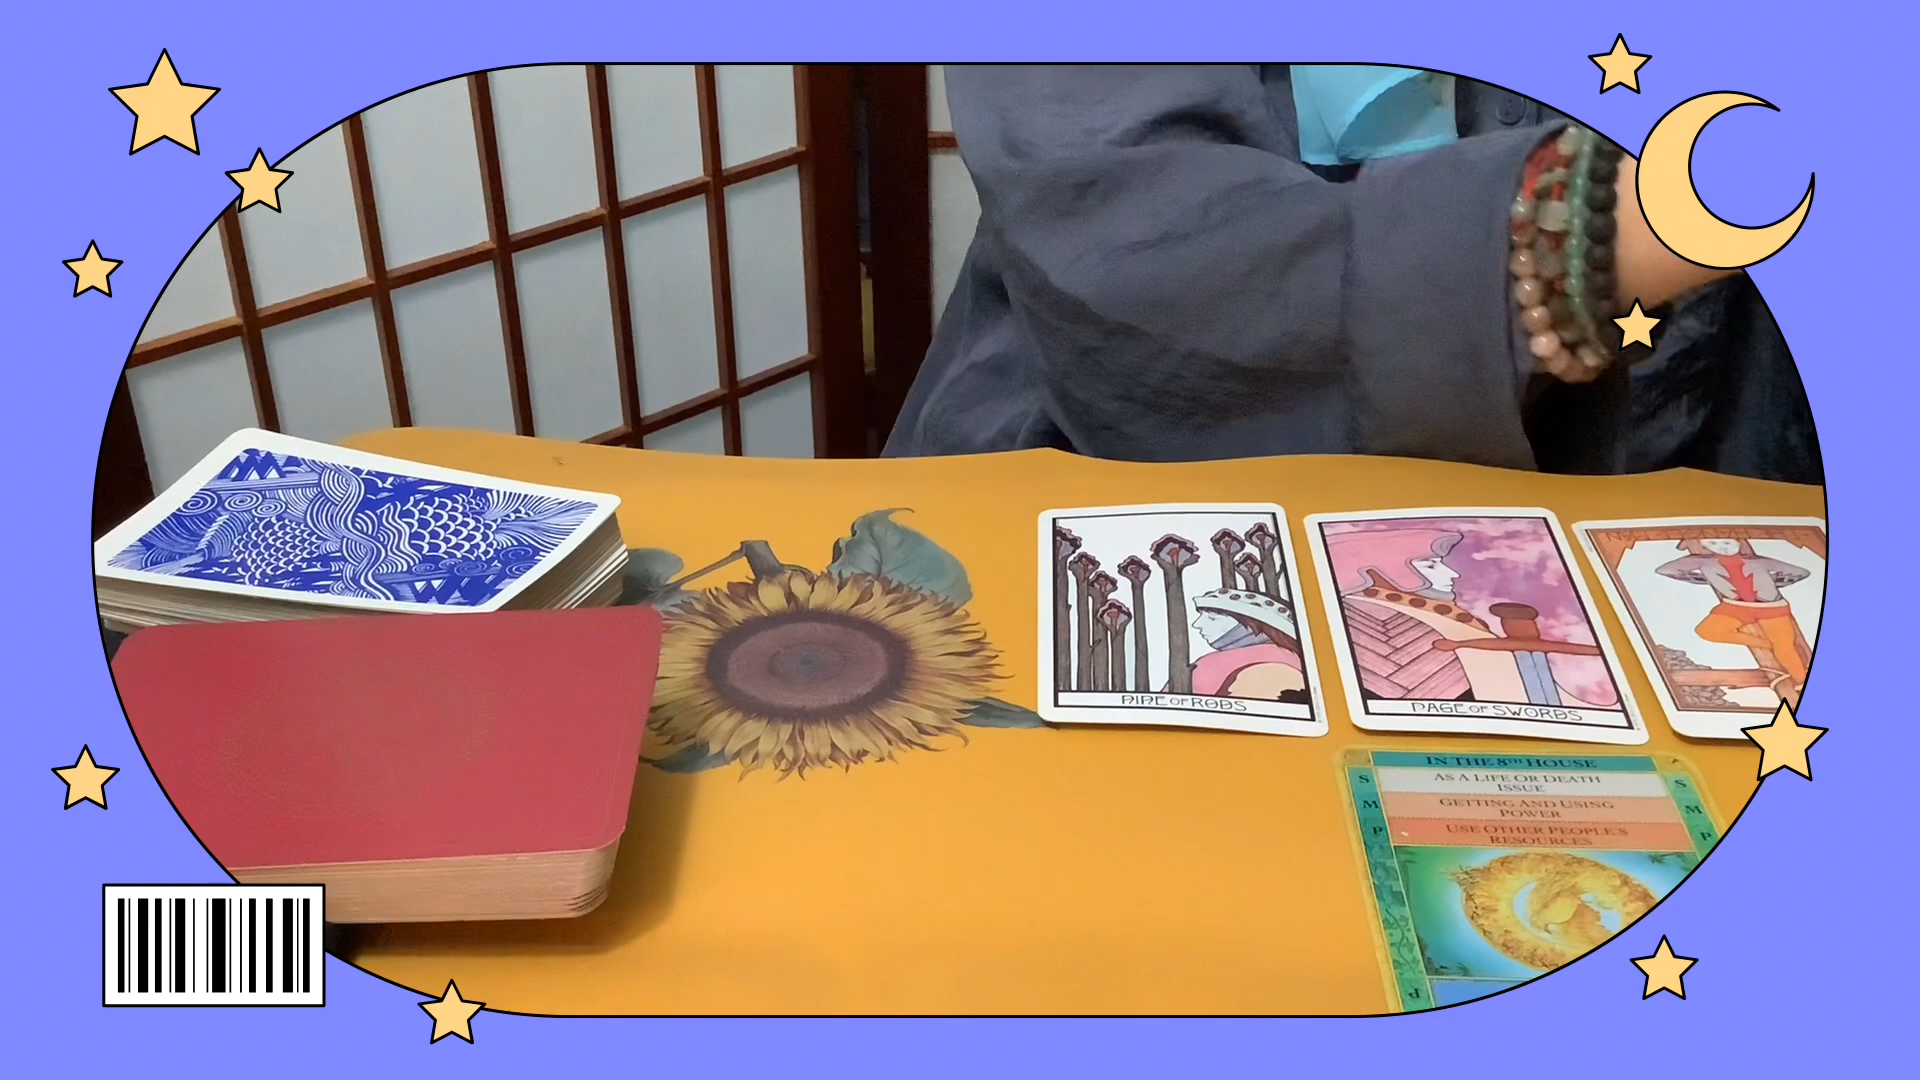 NINE OF RODS
PAGE OF SWORDS
IN THE 8TH HOUSE
AS A LIFE OR DEATH
ISSUE
GETTING AND USING
POWER
USE OTHER PEOPLE'S
RESOURCES
S
M
P
S
M
P
P